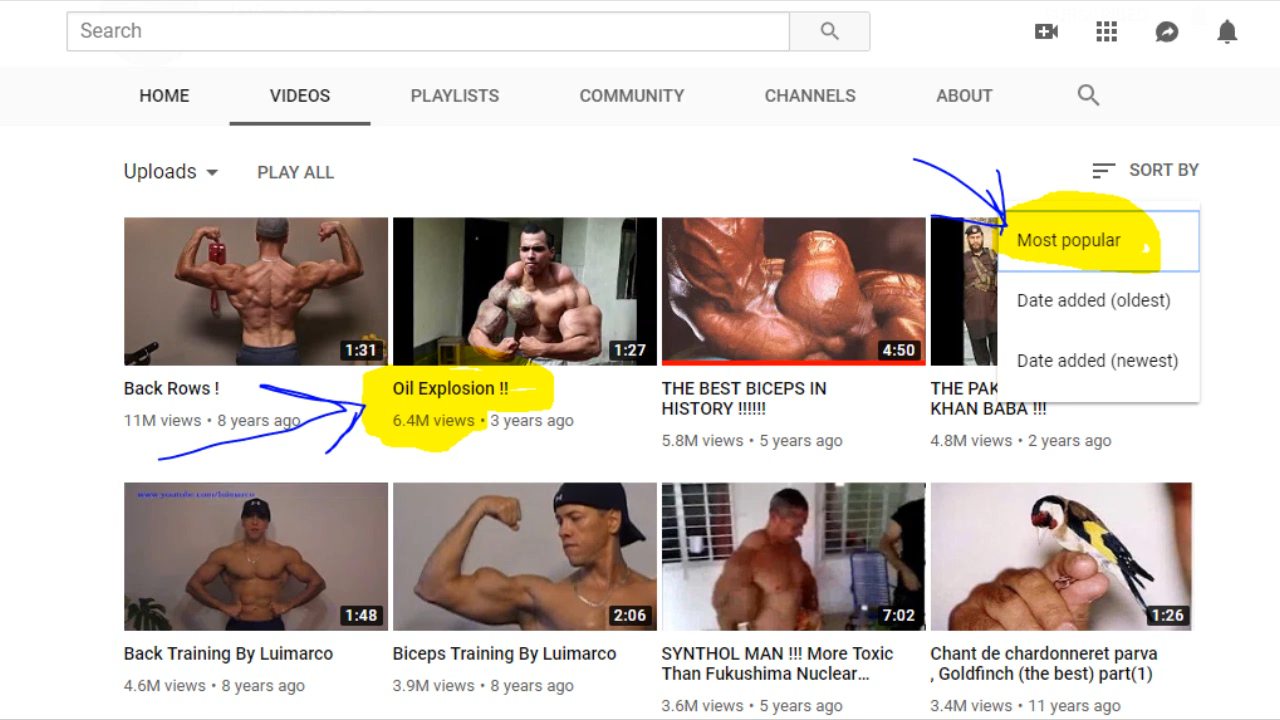 Search
HOME
VIDEOS
PLAYLISTS
COMMUNITY
CHANNELS
ABOUT
Uploads
PLAY ALL
SORT BY
Most popular
Date added (oldest)
Date added (newest)
1:31
1:27
4:50
Back Rows !
11M views • 8 years ago
Oil Explosion !!
6.4M views • 3 years ago
THE BEST BICEPS IN
HISTORY !!!!!!
5.8M views • 5 years ago
THE PAK
KHAN BABA !!!
4.8M views • 2 years ago
www.youtube.com/luimarco
1:48
2:06
7:02
1:26
Back Training By Luimarco
4.6M views • 8 years ago
Biceps Training By Luimarco
3.9M views • 8 years ago
SYNTHOL MAN !!! More Toxic
Than Fukushima Nuclear...
3.6M views • 5 years ago
Chant de chardonneret parva
, Goldfinch (the best) part(1)
3.4M views • 11 years ago